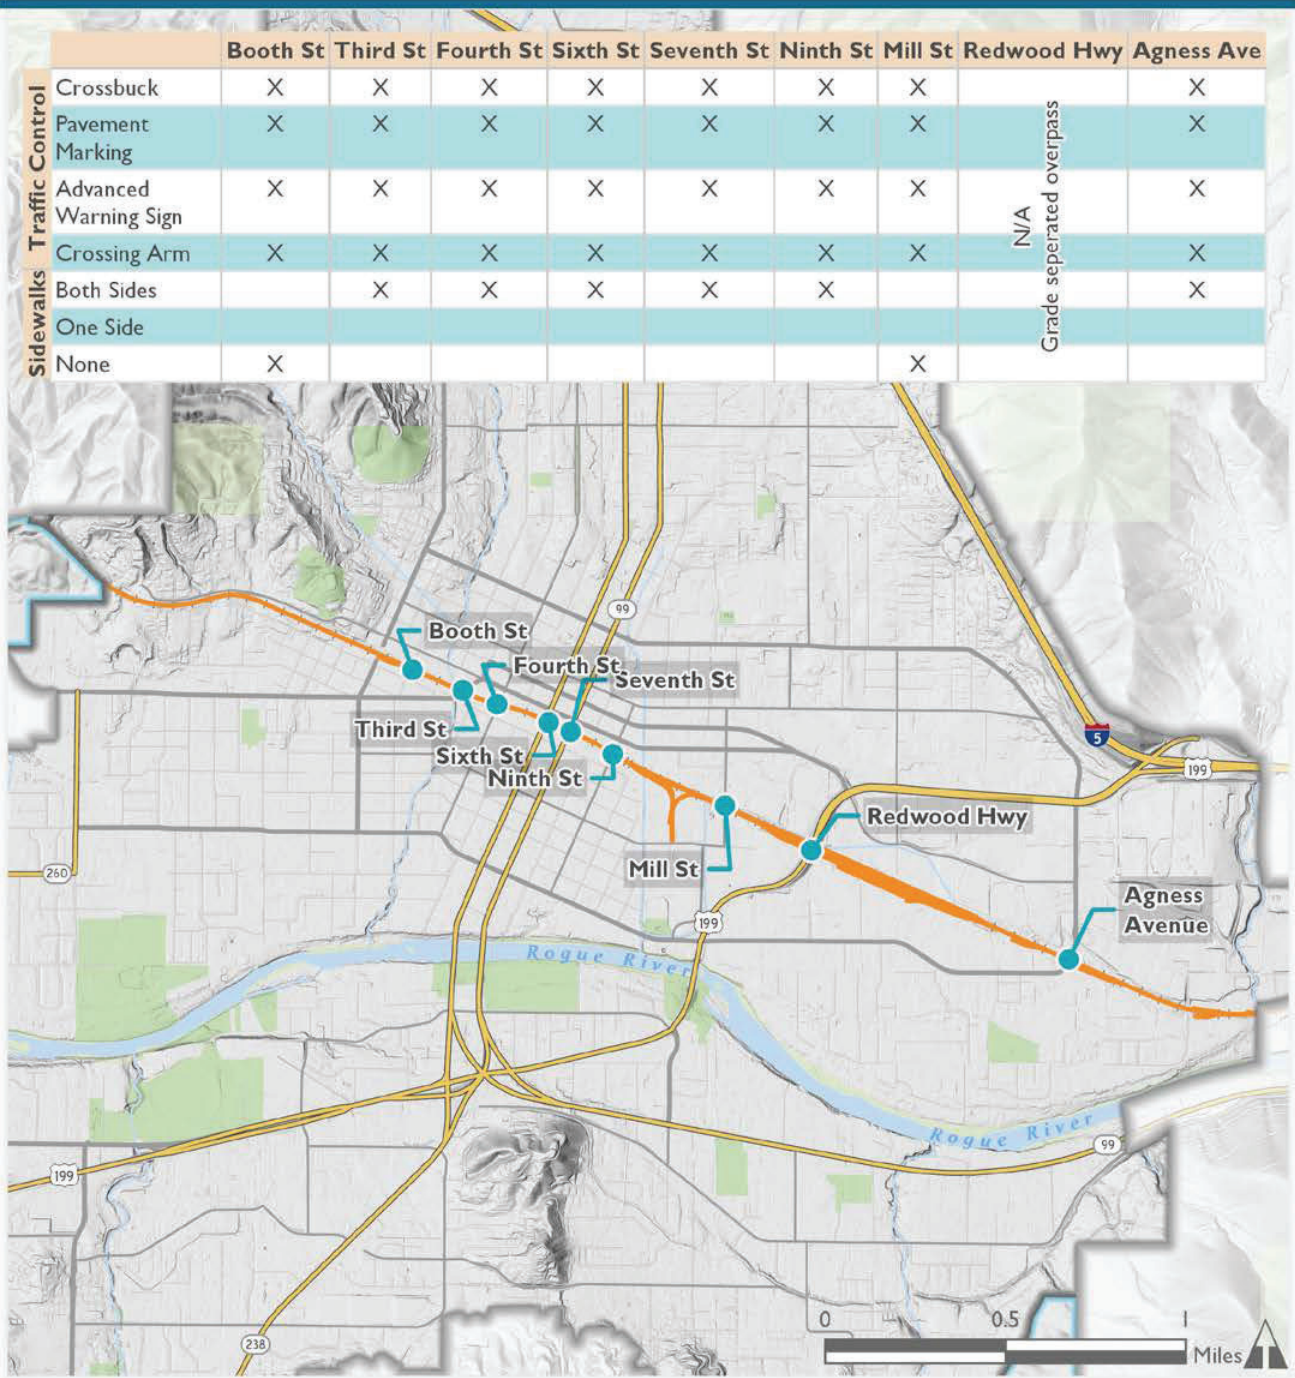 Booth St Third St Fourth St Sixth St Seventh St Ninth St Mill St Redwood Hwy Agness Ave
Traffic Control
Crossbuck X X X X X X X X
Pavement X X X X X X X X
Marking
Advanced X X X X X X X X
Warning Sign
Crossing Arm X X X X X X X X
N/A
Grade seperated overpass
Sidewalks
Both Sides X X X X X X
One Side
None X X
99
Booth St
Fourth St
Seventh St
Third St
Sixth St
Ninth St
5
199
Redwood Hwy
Mill St
260
Agness
Avenue
199
Rogue River
Rogue River
99
199
238
0 0.5 1
Miles